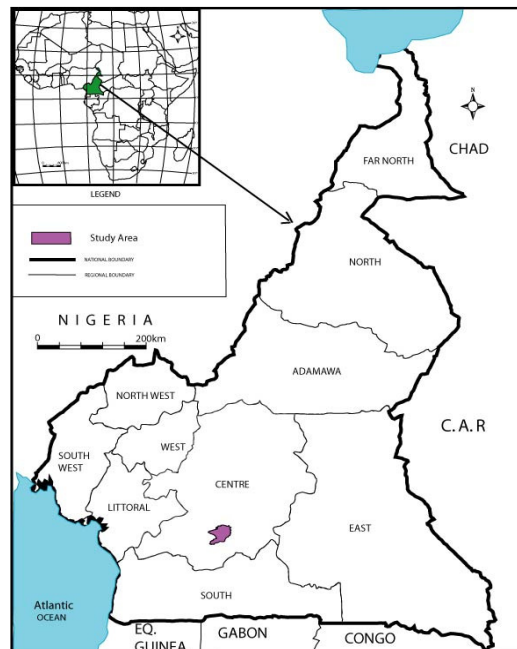 N
LEGEND
Study Area
NATIONAL BOUNDARY
REGIONAL BOUNDARY
NIGERIA
0 200km
CHAD
FAR NORTH
NORTH
ADAMAWA
NORTH WEST
C.A.R
SOUTH
WEST
WEST
CENTRE
LITTORAL
EAST
SOUTH
Atlantic
OCEAN
EQ.
GUINEA
GABON
CONGO